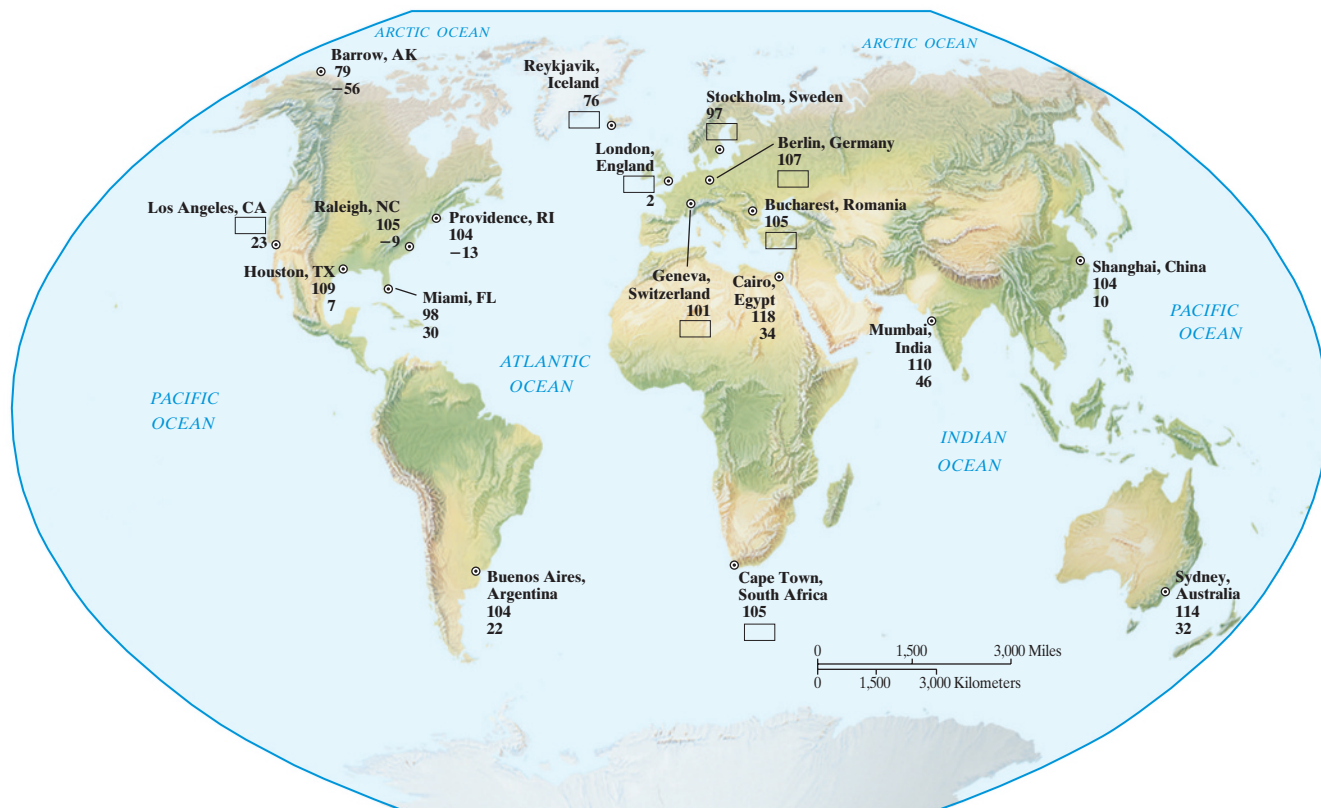 ARCTIC OCEAN
ARCTIC OCEAN
Barrow, AK
79
−56
Reykjavik,
Iceland
76
Stockholm, Sweden
97
London,
England
2
Berlin, Germany
107
Los Angeles, CA
23
Raleigh, NC
105
−9
Providence, RI
104
−13
Bucharest, Romania
105
Houston, TX
109
7
Miami, FL
98
30
Geneva,
Switzerland
101
Cairo,
Egypt
118
34
Shanghai, China
104
10
Mumbai,
India
110
46
PACIFIC
OCEAN
ATLANTIC
OCEAN
PACIFIC
OCEAN
INDIAN
OCEAN
Buenos Aires,
Argentina
104
22
Cape Town,
South Africa
105
Sydney,
Australia
114
32
0 1,500 3,000 Miles
0 1,500 3,000 Kilometers